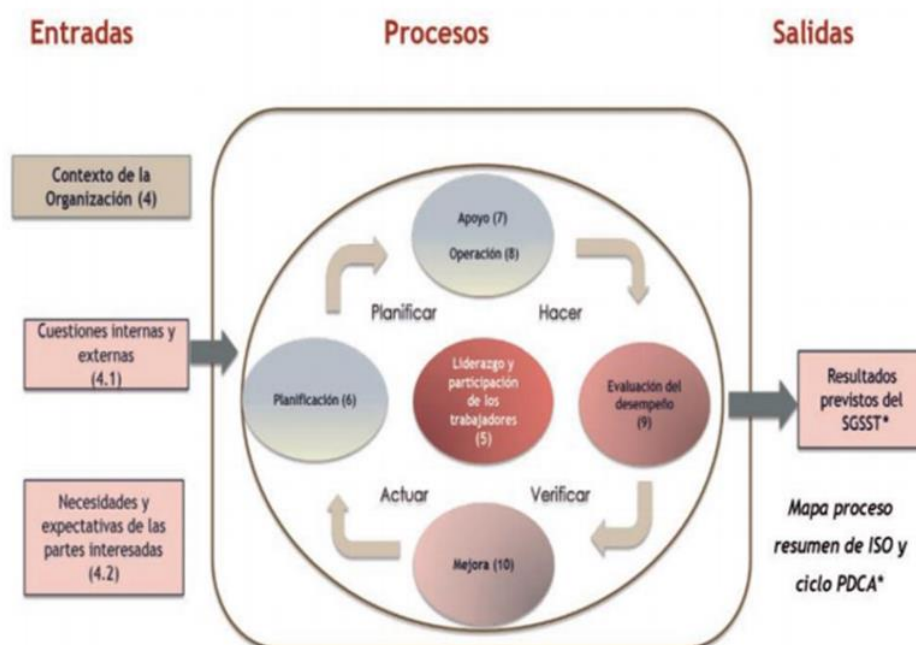 Entradas
Procesos
Salidas
Contexto de la
Organización (4)
Cuestiones internas y
externas
(4.1)
Necesidades y
expectativas de las
partes interesadas
(4.2)
Apoyo (7)
Operación (8)
Planificar
Hacer
Planificación (6)
Liderazgo y
participación
de los
trabajadores
(5)
Evaluación del
desempeño
(9)
Actuar
Verificar
Mejora (10)
Resultados
previstos del
SGSST*
Mapa proceso
resumen de ISO y
ciclo PDCA*